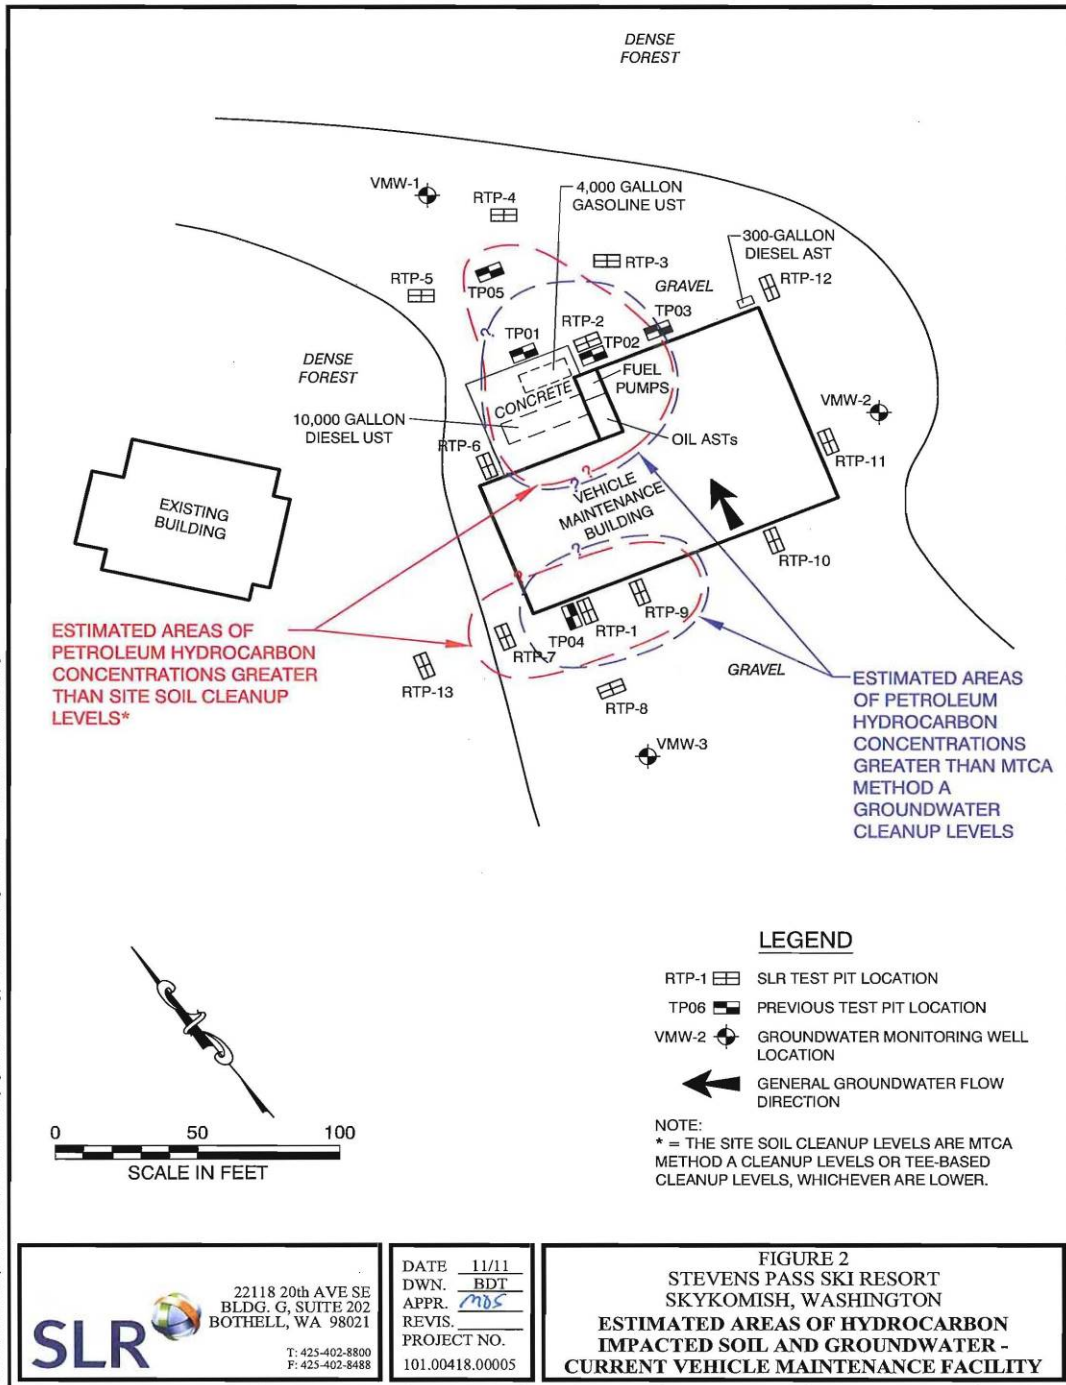 DENSE
FOREST
VMW-1
RTP-4
4,000 GALLON
GASOLINE UST
300-GALLON
DIESEL AST
RTP-5
TP05
RTP-3
GRAVEL
RTP-12
TP03
RTP-2
TP01
TP02
?
DENSE
FOREST
FUEL
PUMPS
CONCRETE
10,000 GALLON
DIESEL UST
VMW-2
OIL ASTs
RTP-6
RTP-11
?
?
?
?
VEHICLE
MAINTENANCE
BUILDING
EXISTING
BUILDING
?
?
RTP-10
RTP-9
TP04
RTP-1
RTP-7
RTP-13
RTP-8
GRAVEL
VMW-3
ESTIMATED AREAS OF
PETROLEUM HYDROCARBON
CONCENTRATIONS GREATER
THAN SITE SOIL CLEANUP
LEVELS*
ESTIMATED AREAS
OF PETROLEUM
HYDROCARBON
CONCENTRATIONS
GREATER THAN MTCA
METHOD A
GROUNDWATER
CLEANUP LEVELS
LEGEND
RTP-1 SLR TEST PIT LOCATION
TP06 PREVIOUS TEST PIT LOCATION
VMW-2 GROUNDWATER MONITORING WELL
LOCATION
GENERAL GROUNDWATER FLOW
DIRECTION
NOTE:
* = THE SITE SOIL CLEANUP LEVELS ARE MTCA
METHOD A CLEANUP LEVELS OR TEE-BASED
CLEANUP LEVELS, WHICHEVER ARE LOWER.
0 50 100
SCALE IN FEET
SLR
22118 20th AVE SE
BLDG. G, SUITE 202
BOTHELL, WA 98021
T: 425-402-8800
F: 425-402-8488
DATE 11/11
DWN. BDT
APPR. MDS
REVIS.
PROJECT NO.
101.00418.00005
FIGURE 2
STEVENS PASS SKI RESORT
SKYKOMISH, WASHINGTON
ESTIMATED AREAS OF HYDROCARBON
IMPACTED SOIL AND GROUNDWATER -
CURRENT VEHICLE MAINTENANCE FACILITY